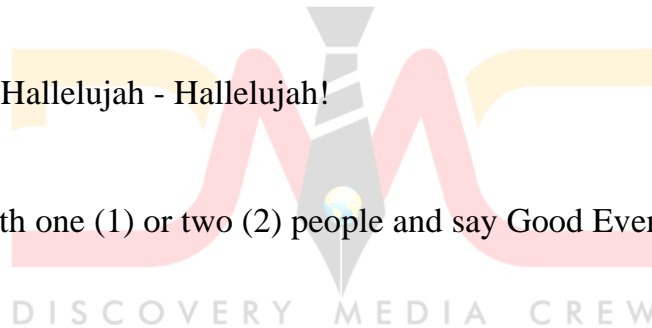 Hallelujah - Hallelujah!
th one (1) or two (2) people and say Good Ever
DISCOVERY MEDIA CREW